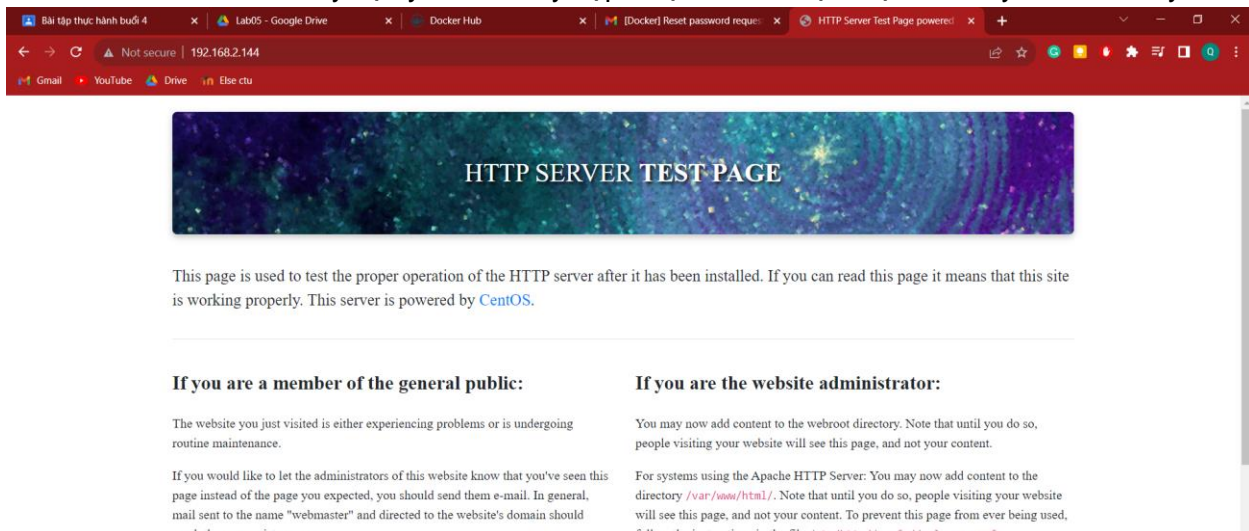 Bài tập thực hành buổi 4
Lab05 - Google Drive
Docker Hub
[Docker] Reset password reques
HTTP Server Test Page powered
Not secure | 192.168.2.144
Gmail
YouTube
Drive
Else ctu
HTTP SERVER TEST PAGE
This page is used to test the proper operation of the HTTP server after it has been installed. If you can read this page it means that this site
is working properly. This server is powered by CentOS.
If you are a member of the general public:
The website you just visited is either experiencing problems or is undergoing
routine maintenance.
If you would like to let the administrators of this website know that you've seen this
page instead of the page you expected, you should send them e-mail. In general,
mail sent to the name "webmaster" and directed to the website's domain should
If you are the website administrator:
You may now add content to the webroot directory. Note that until you do so,
people visiting your website will see this page, and not your content.
For systems using the Apache HTTP Server: You may now add content to the
directory /var/www/html/. Note that until you do so, people visiting your website
will see this page, and not your content. To prevent this page from ever being used,